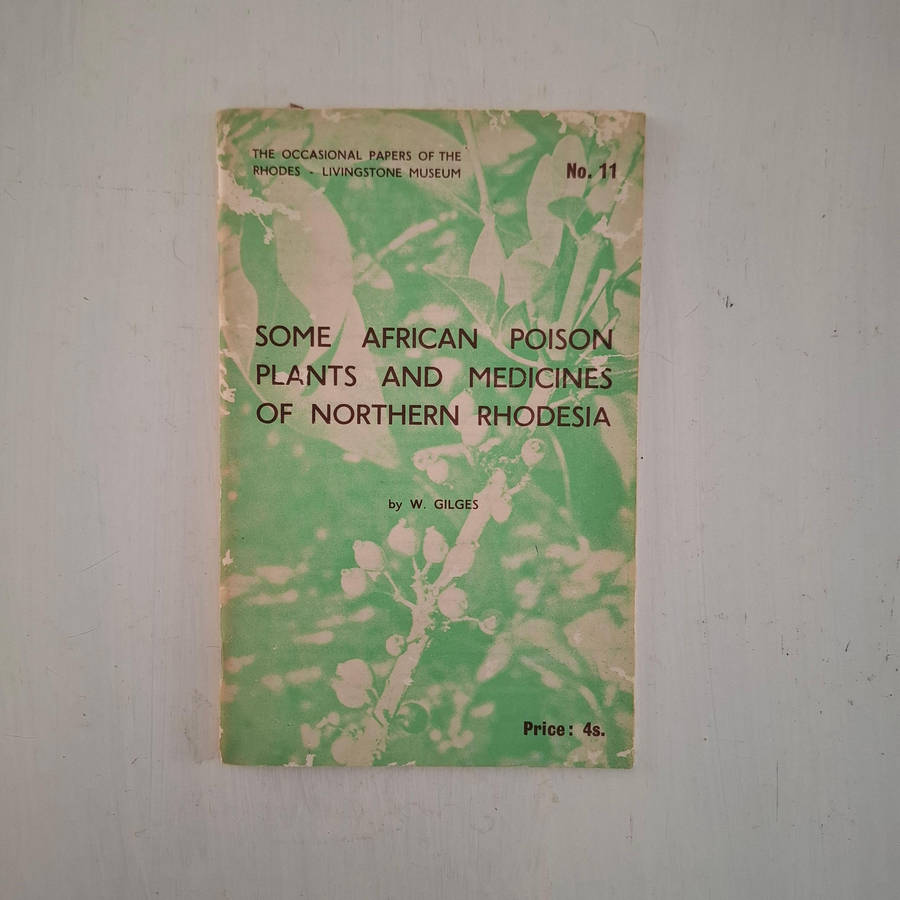 THE OCCASIONAL PAPERS OF THE
RHODES - LIVINGSTONE MUSEUM
No. 11
SOME AFRICAN POISON
PLANTS AND MEDICINES
OF NORTHERN RHODESIA
by W. GILGES
Price: 4s.